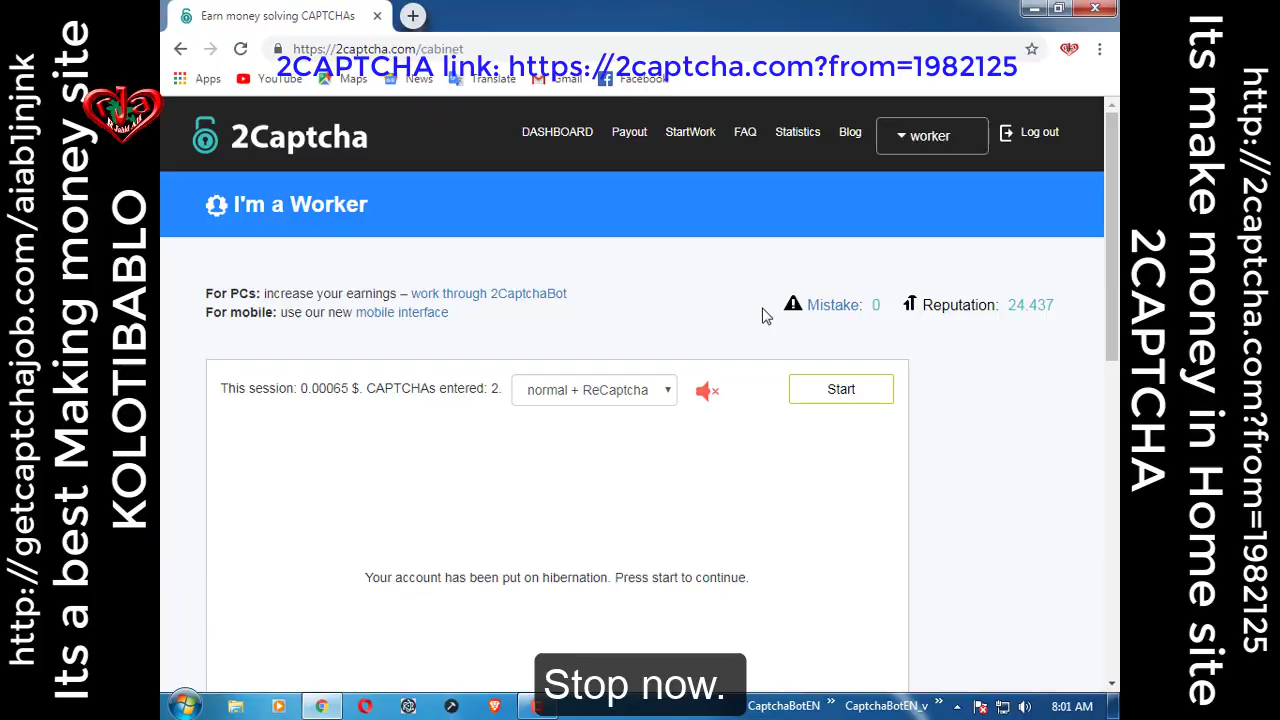 Earn money solving CAPTCHAs
https://2captcha.com/cabinet
2CAPTCHA link: https://2captcha.com?from=1982125
Apps YouTube Maps News Translate Gmail Facebook
2Captcha
DASHBOARD Payout StartWork FAQ Statistics Blog worker Log out
I'm a Worker
For PCs: increase your earnings – work through 2CaptchaBot
For mobile: use our new mobile interface
Mistake: 0 Reputation: 24.437
This session: 0.00065 $. CAPTCHAs entered: 2. normal + ReCaptcha Start
Your account has been put on hibernation. Press start to continue.
Stop now.
CaptchaBotEN CaptchaBotEN_v 8:01 AM
http://getcaptchajob.com/aiab1jnjnk
Its a best Making money site
KOLOTIBABLO
Its make money in Home site
2CAPTCHA
http://2captcha.com?from=1982125